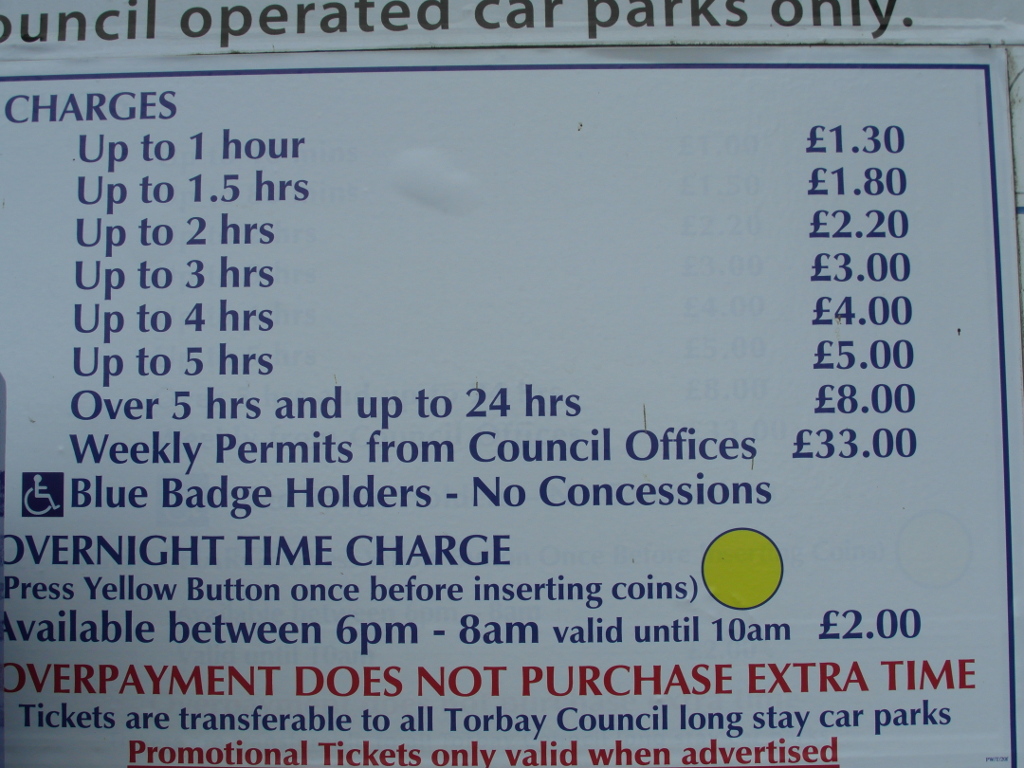 ouncil operated car parks only.
CHARGES
Up to 1 hour £1.30
Up to 1.5 hrs £1.80
Up to 2 hrs £2.20
Up to 3 hrs £3.00
Up to 4 hrs £4.00
Up to 5 hrs £5.00
Over 5 hrs and up to 24 hrs £8.00
Weekly Permits from Council Offices £33.00
Blue Badge Holders - No Concessions
OVERNIGHT TIME CHARGE
Press Yellow Button once before inserting coins)
Available between 6pm - 8am valid until 10am £2.00
OVERPAYMENT DOES NOT PURCHASE EXTRA TIME
Tickets are transferable to all Torbay Council long stay car parks
Promotional Tickets only valid when advertised